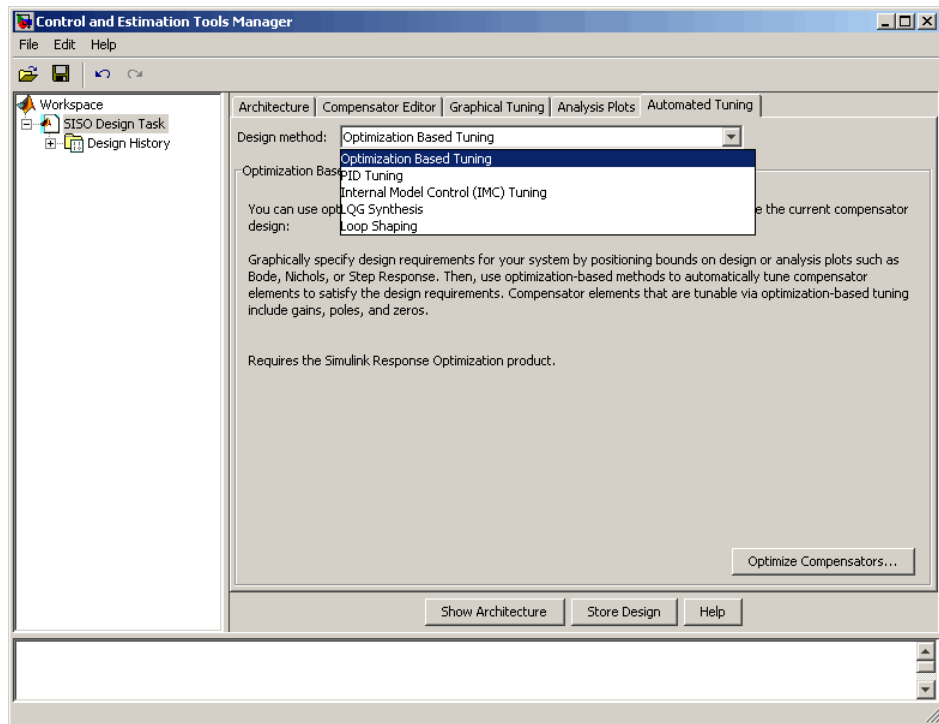 Control and Estimation Tools Manager
File Edit Help
Workspace
SISO Design Task
Design History
Architecture Compensator Editor Graphical Tuning Analysis Plots Automated Tuning
Design method: Optimization Based Tuning
Optimization Based Tuning
PID Tuning
Internal Model Control (IMC) Tuning
LQG Synthesis
Loop Shaping
Optimization Bas
You can use opt e the current compensator
design:
Graphically specify design requirements for your system by positioning bounds on design or analysis plots such as
Bode, Nichols, or Step Response. Then, use optimization-based methods to automatically tune compensator
elements to satisfy the design requirements. Compensator elements that are tunable via optimization-based tuning
include gains, poles, and zeros.
Requires the Simulink Response Optimization product.
Optimize Compensators...
Show Architecture Store Design Help